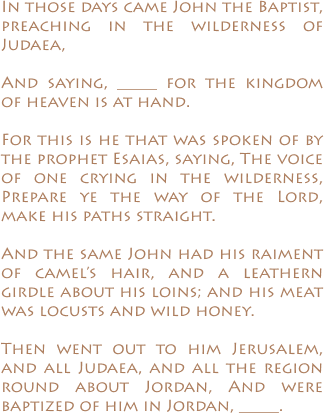 In those days came John the Baptist,
preaching in the wilderness of
Judaea,
And saying, _____ for the kingdom
of heaven is at hand.
For this is he that was spoken of by
the prophet Esaias, saying, The voice
of one crying in the wilderness,
Prepare ye the way of the Lord,
make his paths straight.
And the same John had his raiment
of camel's hair, and a leathern
girdle about his loins; and his meat
was locusts and wild honey.
Then went out to him Jerusalem,
and all Judaea, and all the region
round about Jordan, And were
baptized of him in Jordan, _____.